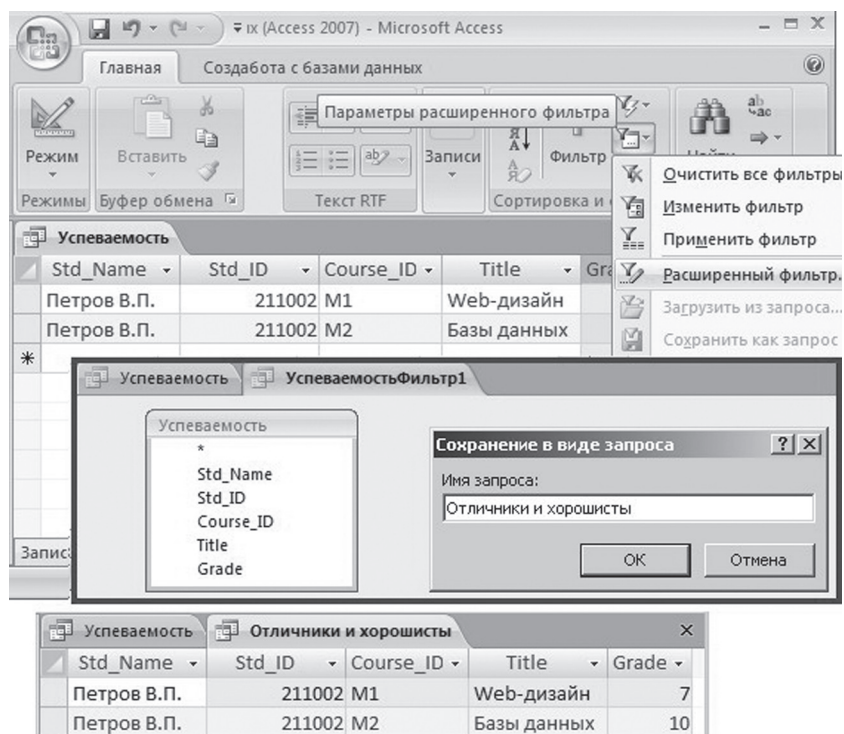 ıx (Access 2007) - Microsoft Access
Главная Создабота с базами данных
Параметры расширенного фильтра
Режим Вставить Записи Фильтр
Режимы Буфер обмена Текст RTF Сортировка и
Очистить все фильтры
Изменить фильтр
Применить фильтр
Расширенный фильтр...
Загрузить из запроса...
Сохранить как запрос
Успеваемость
Std_Name Std_ID Course_ID Title
Петров В.П. 211002 M1 Web-дизайн
Петров В.П. 211002 M2 Базы данных
*
Успеваемость УспеваемостьФильтр1
Успеваемость
*
Std_Name
Std_ID
Course_ID
Title
Grade
Сохранение в виде запроса
Имя запроса:
Отличники и хорошисты
ОК Отмена
Успеваемость Отличники и хорошисты
Std_Name Std_ID Course_ID Title Grade
Петров В.П. 211002 M1 Web-дизайн 7
Петров В.П. 211002 M2 Базы данных 10